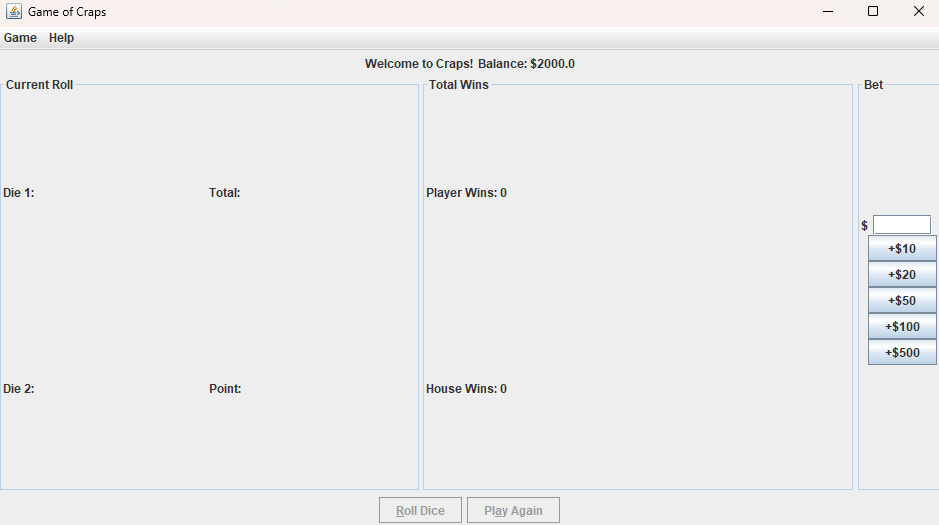 Game of Craps
Game Help
Welcome to Craps! Balance: $2000.0
Current Roll
Die 1:
Total:
Die 2:
Point:
Total Wins
Player Wins: 0
House Wins: 0
Bet
$
+$10
+$20
+$50
+$100
+$500
Roll Dice
Play Again